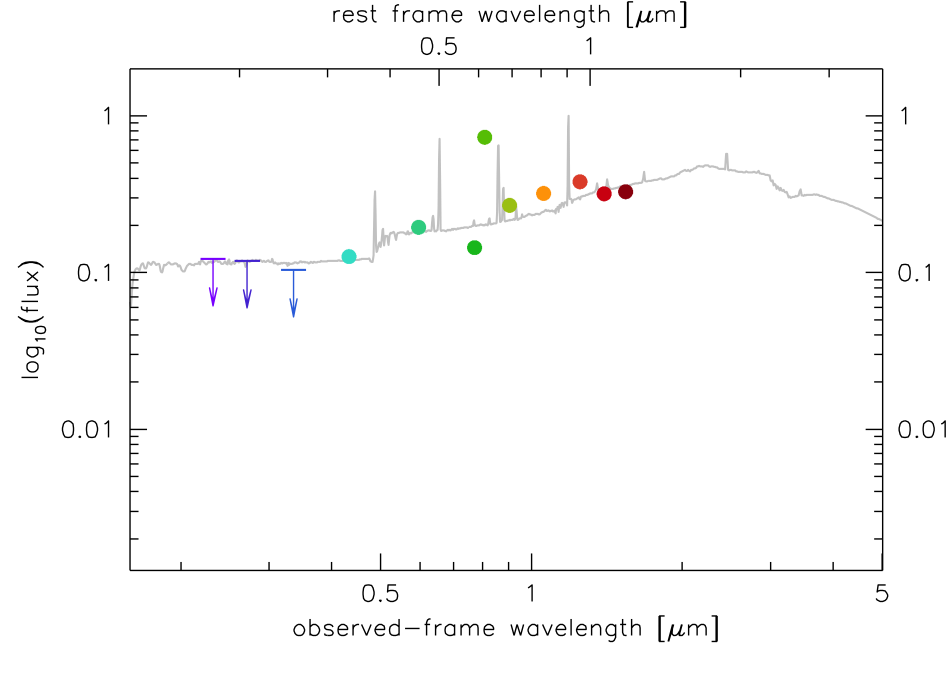 rest frame wavelength [μm]
0.5 1
1 1
0.1 0.1
0.01 0.01
log₁₀(flux)
0.5 1 5
observed-frame wavelength [μm]